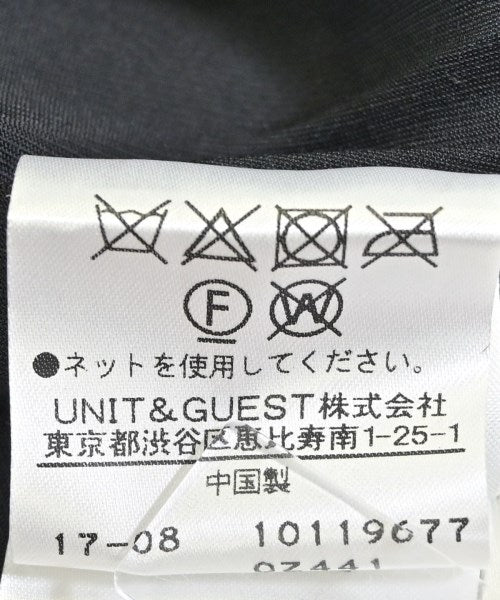 F W
●ネットを使用してください。
UNIT&GUEST株式会社
東京都渋谷区恵比寿南1-25-1
中国製
17-08 10119677